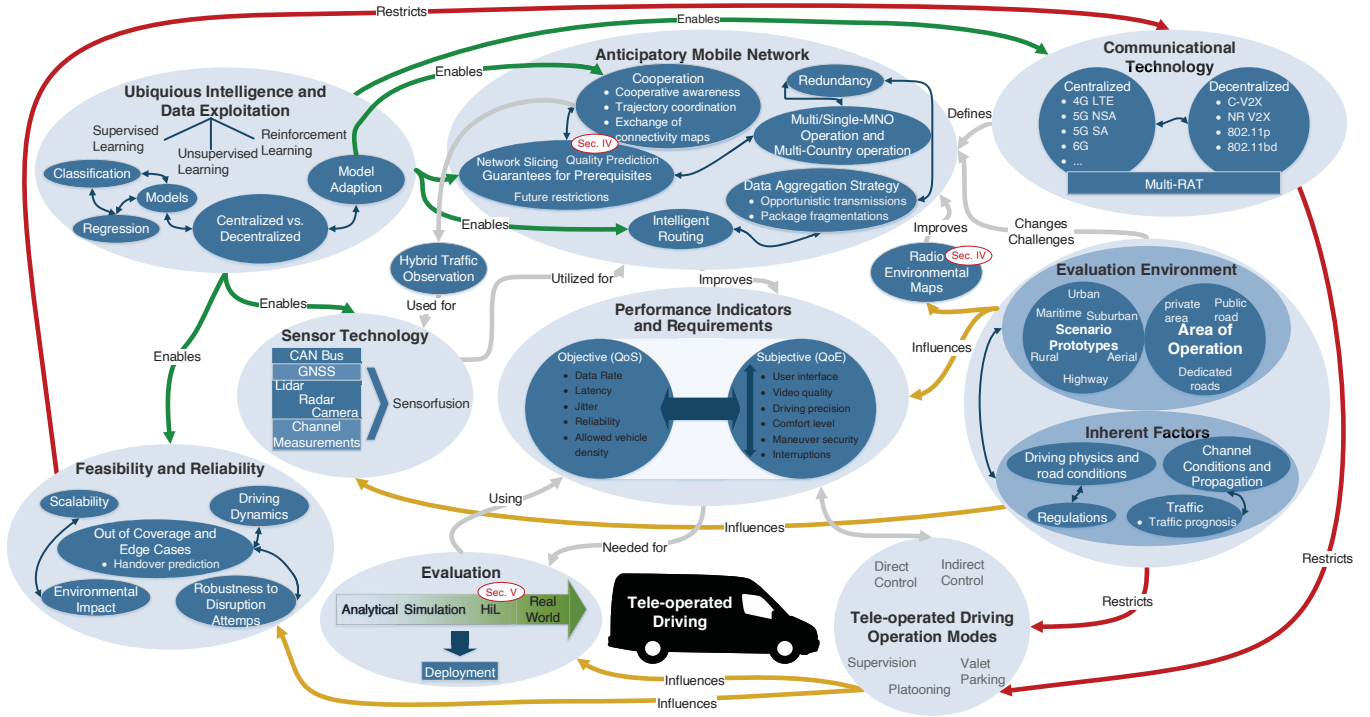 Restricts
Enables
Enables
Enables
Enables
Enables
Defines
Changes
Challenges
Improves
Improves
Utilized for
Used for
Influences
Influences
Influences
Influences
Using
Needed for
Restricts
Restricts
Ubiquious Intelligence and
Data Exploitation
Supervised
Learning
Unsupervised
Learning
Reinforcement
Learning
Classification
Models
Regression
Centralized vs.
Decentralized
Model
Adaption
Anticipatory Mobile Network
Cooperation
• Cooperative awareness
• Trajectory coordination
• Exchange of
connectivity maps
Redundancy
Multi/Single-MNO
Operation and
Multi-Country operation
Sec. IV
Network Slicing
Quality Prediction
Guarantees for Prerequisites
Future restrictions
Data Aggregation Strategy
• Opportunistic transmissions
• Package fragmentations
Intelligent
Routing
Communicational
Technology
Centralized
• 4G LTE
• 5G NSA
• 5G SA
• 6G
• ...
Decentralized
• C-V2X
• NR V2X
• 802.11p
• 802.11bd
Multi-RAT
Hybrid Traffic
Observation
Radio
Environmental
Maps
Sec. IV
Sensor Technology
CAN Bus
GNSS
Lidar
Radar
Camera
Channel
Measurements
Sensorfusion
Performance Indicators
and Requirements
Objective (QoS)
• Data Rate
• Latency
• Jitter
• Reliability
• Allowed vehicle
density
Subjective (QoE)
• User interface
• Video quality
• Driving precision
• Comfort level
• Maneuver security
• Interruptions
Evaluation Environment
Urban
Maritime
Suburban
Scenario
Prototypes
Rural
Aerial
Highway
private
area
Public
road
Area of
Operation
Dedicated
roads
Inherent Factors
Driving physics and
road conditions
Channel
Conditions and
Propagation
Regulations
Traffic
• Traffic prognosis
Feasibility and Reliability
Scalability
Driving
Dynamics
Out of Coverage and
Edge Cases
• Handover prediction
Environmental
Impact
Robustness to
Disruption
Attemps
Evaluation
Sec. V
Analytical
Simulation
HiL
Real
World
Deployment
Tele-operated
Driving
Direct
Control
Indirect
Control
Tele-operated Driving
Operation Modes
Supervision
Valet
Parking
Platooning